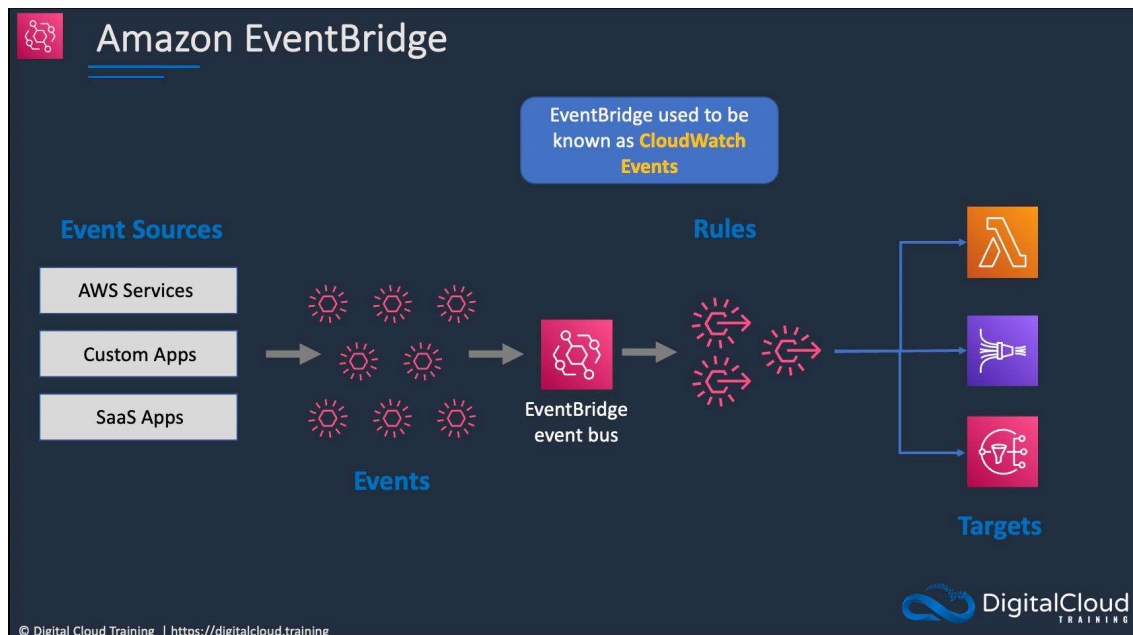 Amazon EventBridge
EventBridge used to be
known as CloudWatch
Events
Event Sources
AWS Services
Custom Apps
SaaS Apps
Events
EventBridge
event bus
Rules
Targets
DigitalCloud
TRAINING
© Digital Cloud Training | https://digitalcloud.training